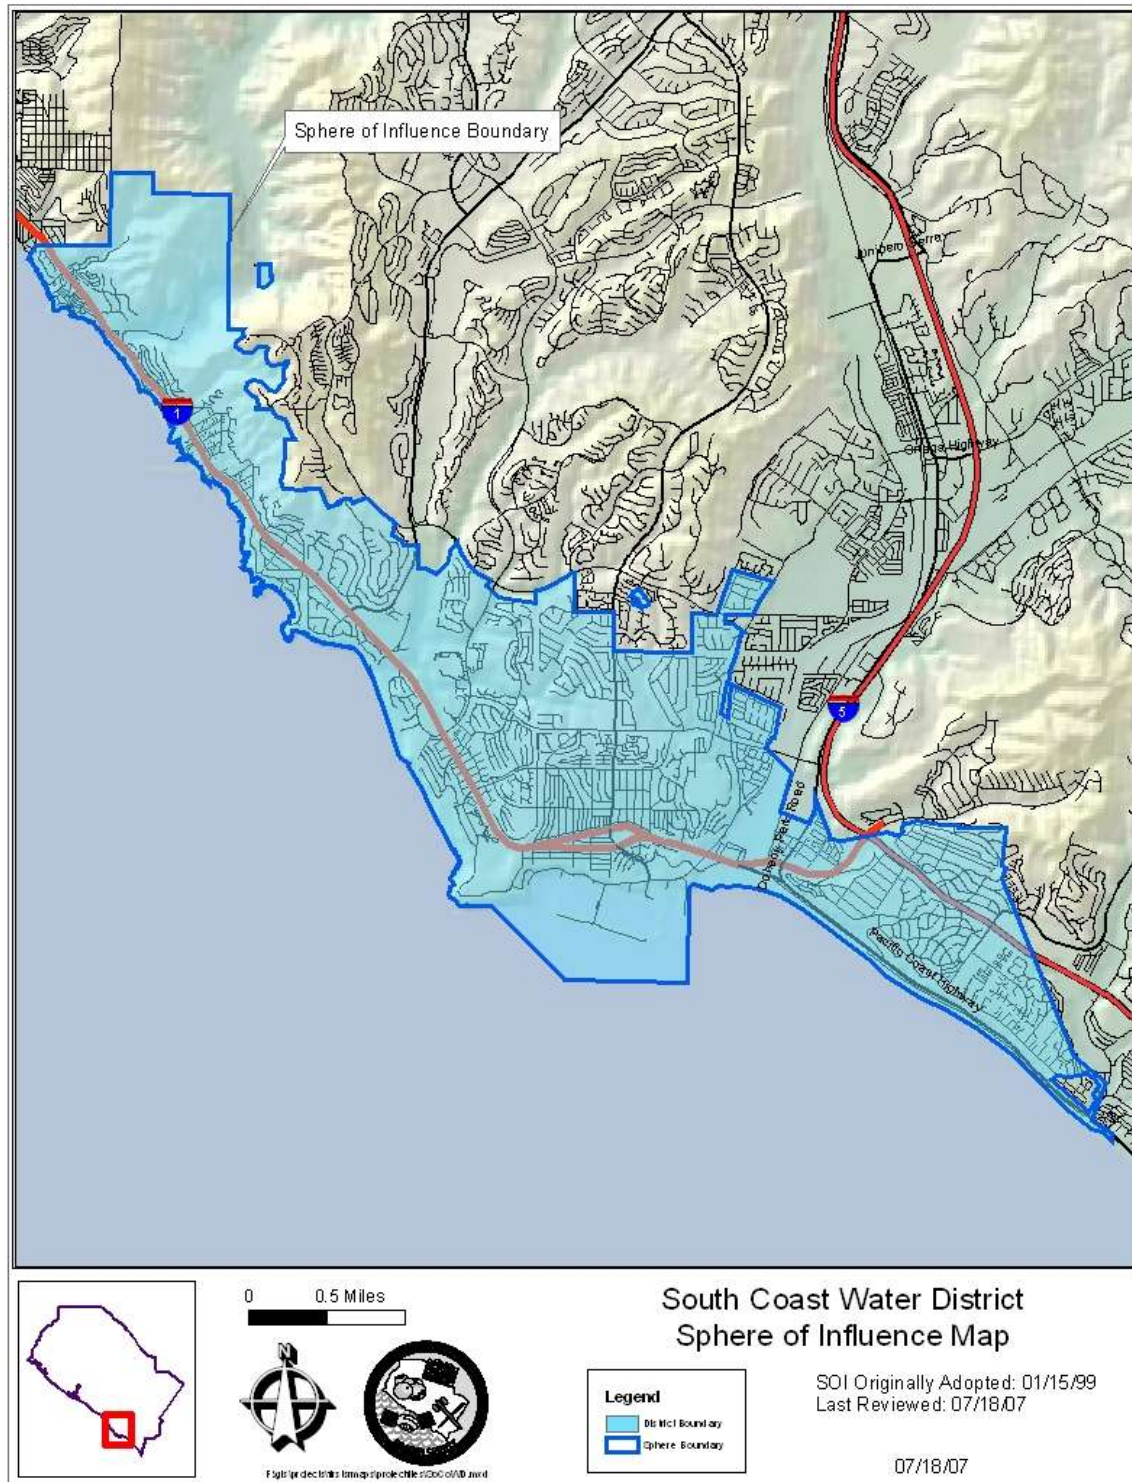 Sphere of Influence Boundary
Junipero Serra
Ortega Highway
1
5
Doheny Park Road
Pacific Coast Highway
0 0.5 Miles
N
South Coast Water District
Sphere of Influence Map
SOI Originally Adopted: 01/15/99
Last Reviewed: 07/18/07
Legend
District Boundary
Sphere Boundary
07/18/07